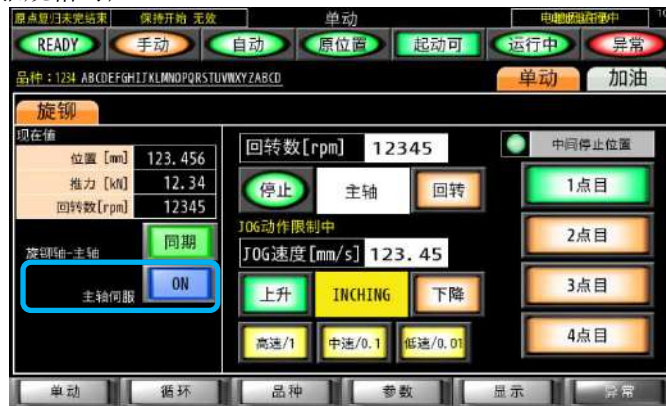 原点复归未完结束 保持开始 无效 单动
READY 手动 自动 原位置 起动可 运行中 异常
品种：1234 ABCDEFGHIJKLMNOPQRSTUVWXYZABCD 单动 加油
旋铆
现在值
位置 [mm] 123.456
推力 [kN] 12.34
回转数[rpm] 12345
旋铆轴-主轴 同期
主轴伺服 ON
回转数[rpm] 12345
停止 主轴 回转
JOG动作限制中
JOG速度[mm/s] 123.45
上升 INCHING 下降
高速/1 中速/0.1 低速/0.01
中间停止位置
1点目
2点目
3点目
4点目
单动 循环 品种 参数 显示 异常